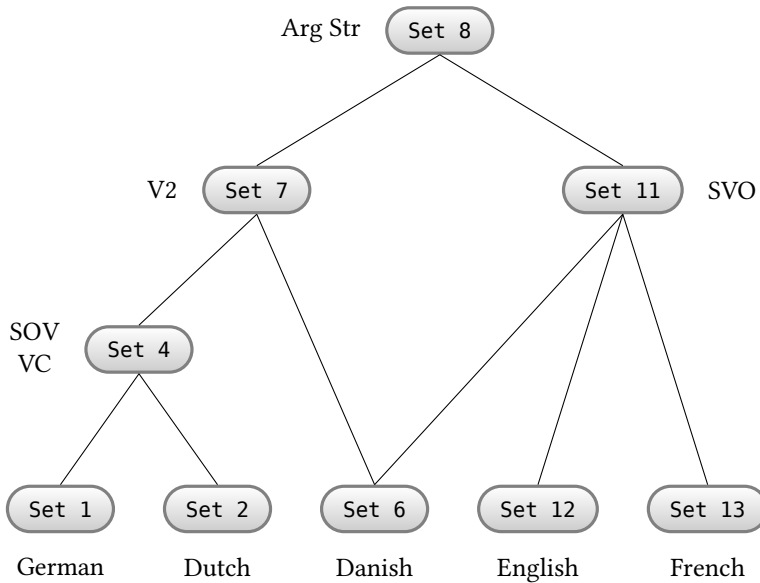 Arg Str Set 8
V2 Set 7 Set 11 SVO
SOV
VC
Set 4
Set 1 Set 2 Set 6 Set 12 Set 13
German Dutch Danish English French